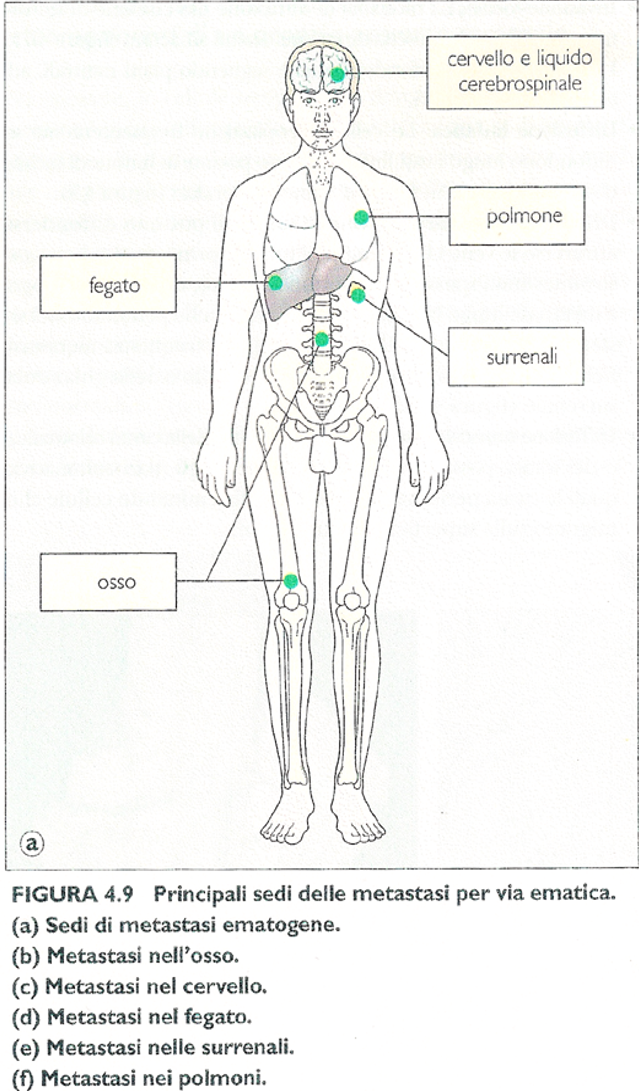 cervello e liquido
cerebrospinale
polmone
fegato
surrenali
osso
a
FIGURA 4.9 Principali sedi delle metastasi per via ematica.
(a) Sedi di metastasi ematogene.
(b) Metastasi nell'osso.
(c) Metastasi nel cervello.
(d) Metastasi nel fegato.
(e) Metastasi nelle surrenali.
(f) Metastasi nei polmoni.